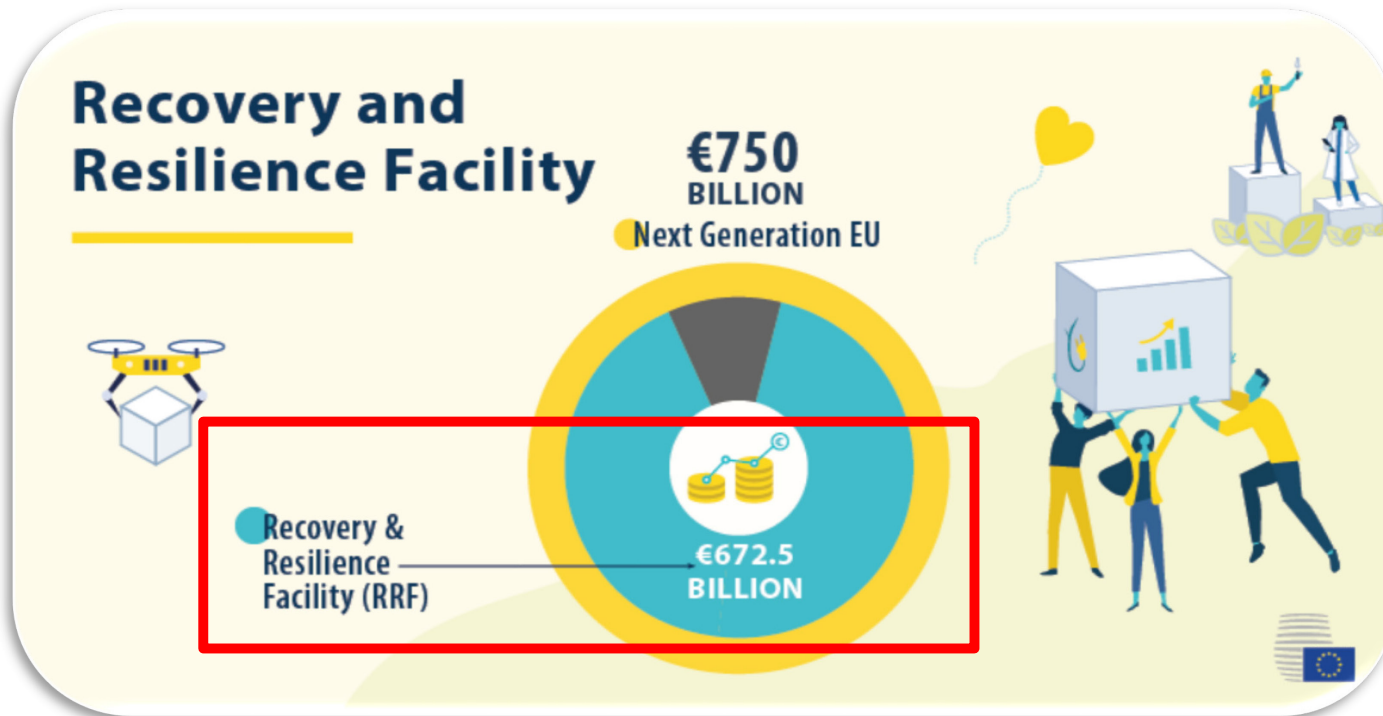 Recovery and
Resilience Facility
€750
BILLION
Next Generation EU
Recovery &
Resilience
Facility (RRF)
€672.5
BILLION